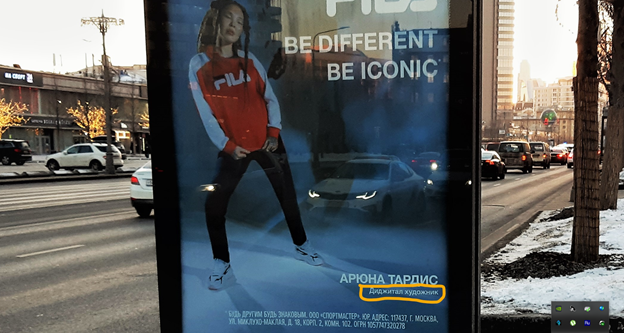 FILA
BE DIFFERENT
BE ICONIC
FILA
АРЮНА ТАРДИС
Диджитал художник
БУДЬ ДРУГИМ БУДЬ ЗНАКОВЫМ. ООО «СПОРТМАСТЕР» ЮР. АДРЕС: 117437, Г. МОСКВА,
УЛ. МИКЛУХО-МАКЛАЯ, Д. 18, КОРП. 2, КОМН. 102. ОГРН 1057747320278